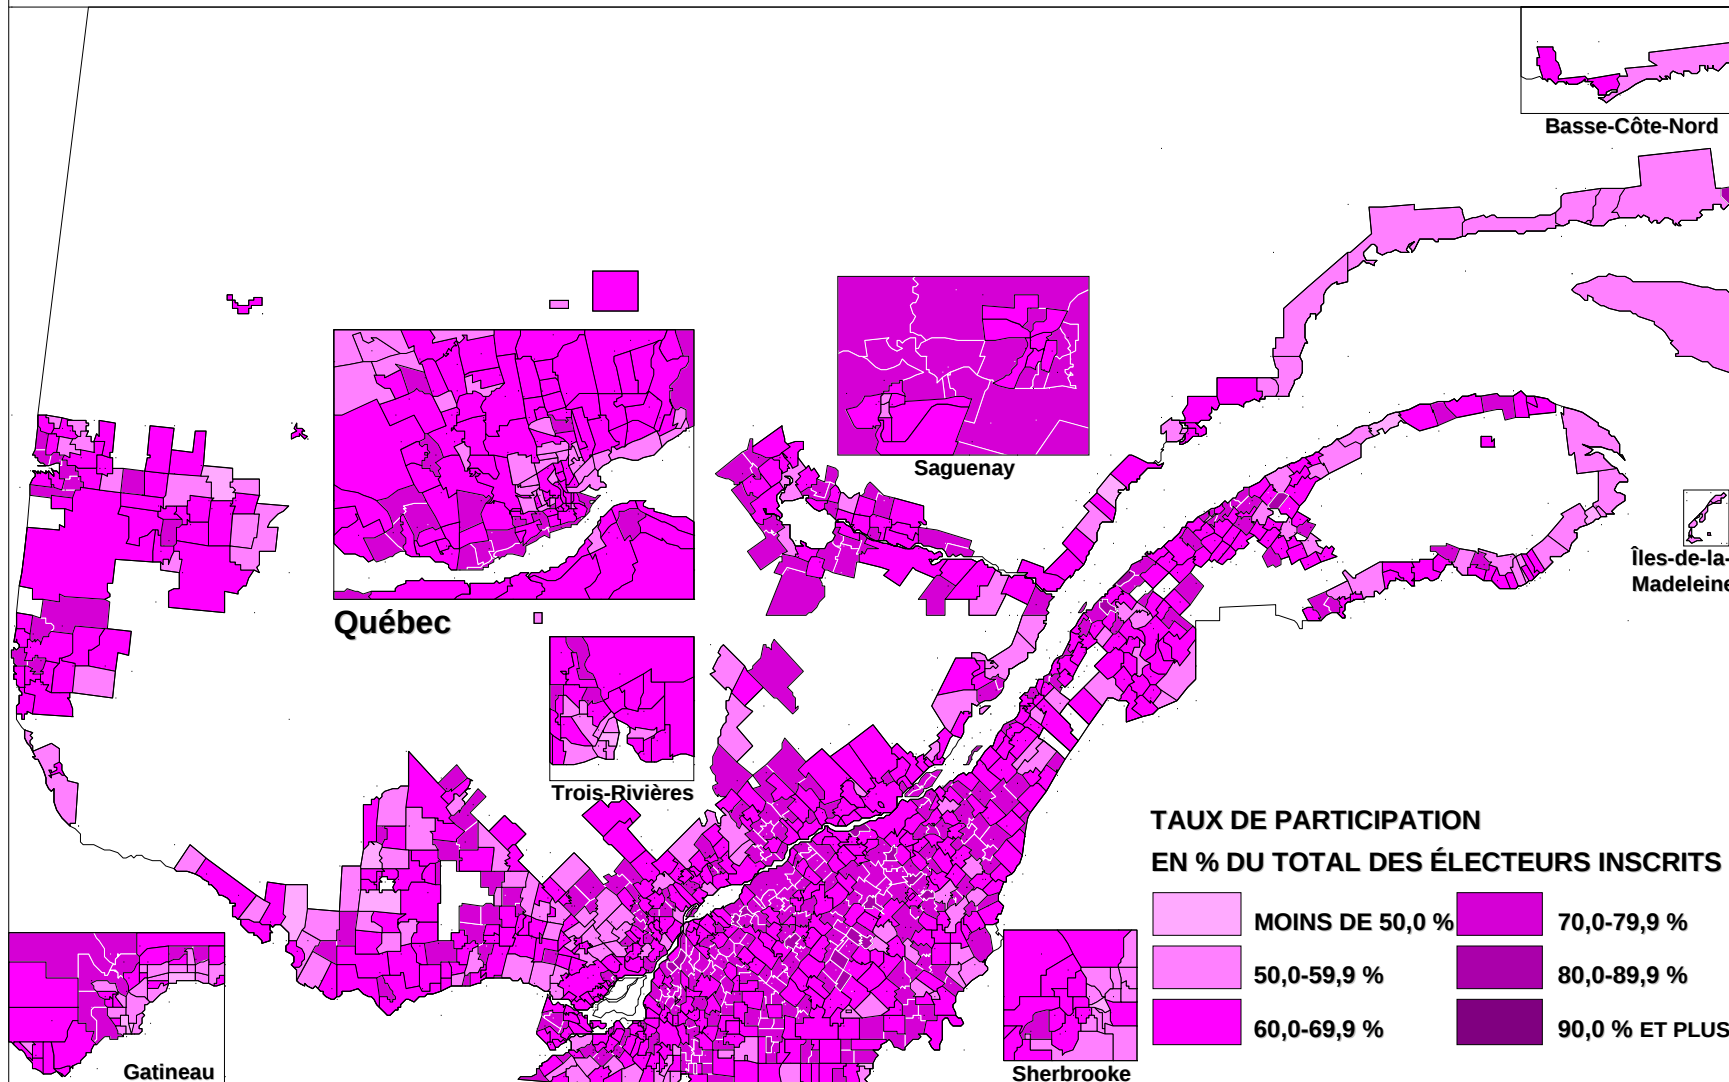 Basse-Côte-Nord
Saguenay
Îles-de-la-
Madeleine
Québec
Trois-Rivières
TAUX DE PARTICIPATION
EN % DU TOTAL DES ÉLECTEURS INSCRITS
MOINS DE 50,0 %
70,0-79,9 %
50,0-59,9 %
80,0-89,9 %
60,0-69,9 %
90,0 % ET PLUS
Gatineau
Sherbrooke